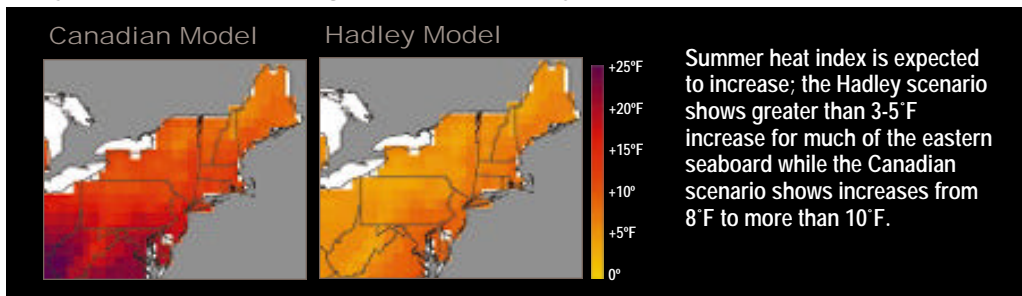 Canadian Model
Hadley Model
+25°F
+20°F
+15°F
+10°
+5°F
0°
Summer heat index is expected
to increase; the Hadley scenario
shows greater than 3-5˚F
increase for much of the eastern
seaboard while the Canadian
scenario shows increases from
8˚F to more than 10˚F.